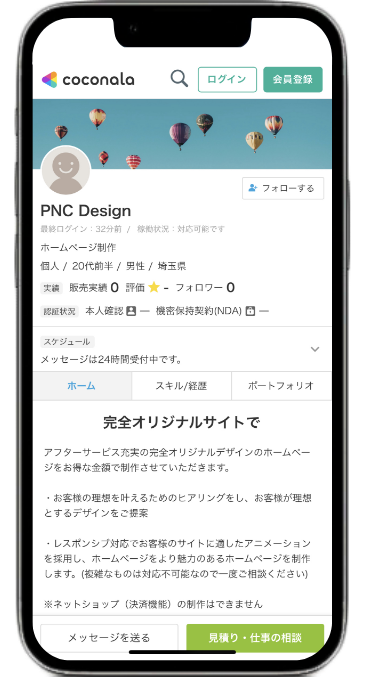 coconala
ログイン
会員登録
フォローする
PNC Design
最終ログイン：32分前 / 稼働状況：対応可能です
ホームページ制作
個人 / 20代前半 / 男性 / 埼玉県
実績 販売実績 0 評価 ★ - フォロワー 0
認証状況 本人確認 ー 機密保持契約(NDA) ー
スケジュール
メッセージは24時間受付中です。
ホーム
スキル/経歴
ポートフォリオ
完全オリジナルサイトで
アフターサービス充実の完全オリジナルデザインのホームペー
ジをお得な金額で制作させていただきます。
・お客様の理想を叶えるためのヒアリングをし、お客様が理想
とするデザインをご提案
・レスポンシブ対応でお客様のサイトに適したアニメーション
を採用し、ホームページをより魅力のあるホームページを制作
します。(複雑なものは対応不可能なので一度ご相談ください)
※ネットショップ（決済機能）の制作はできません
メッセージを送る
見積り・仕事の相談